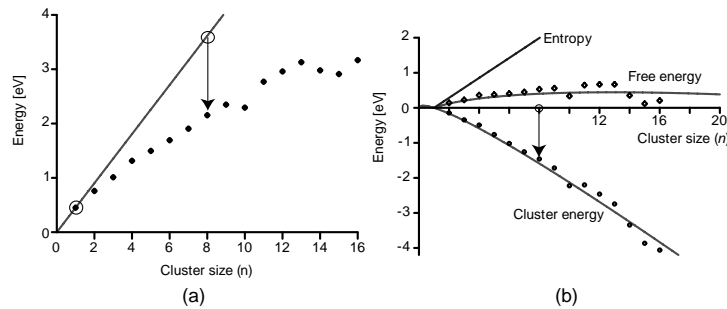 Energy [eV]
4
3
2
1
0
0 2 4 6 8 10 12 14 16
Cluster size (n)
(a)
Energy [eV]
2
1
0
-1
-2
-3
-4
Entropy
Free energy
4 8 12 16 20
Cluster size (n)
Cluster energy
(b)